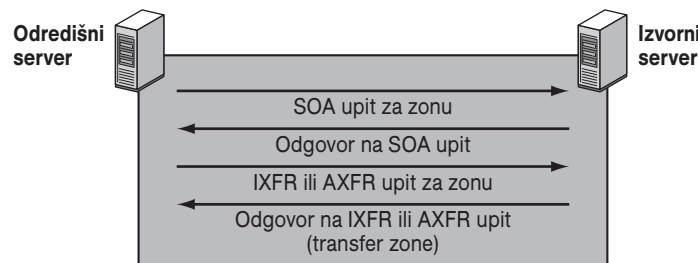 Odredišni
server
Izvorni
server
SOA upit za zonu
Odgovor na SOA upit
IXFR ili AXFR upit za zonu
Odgovor na IXFR ili AXFR upit
(transfer zone)